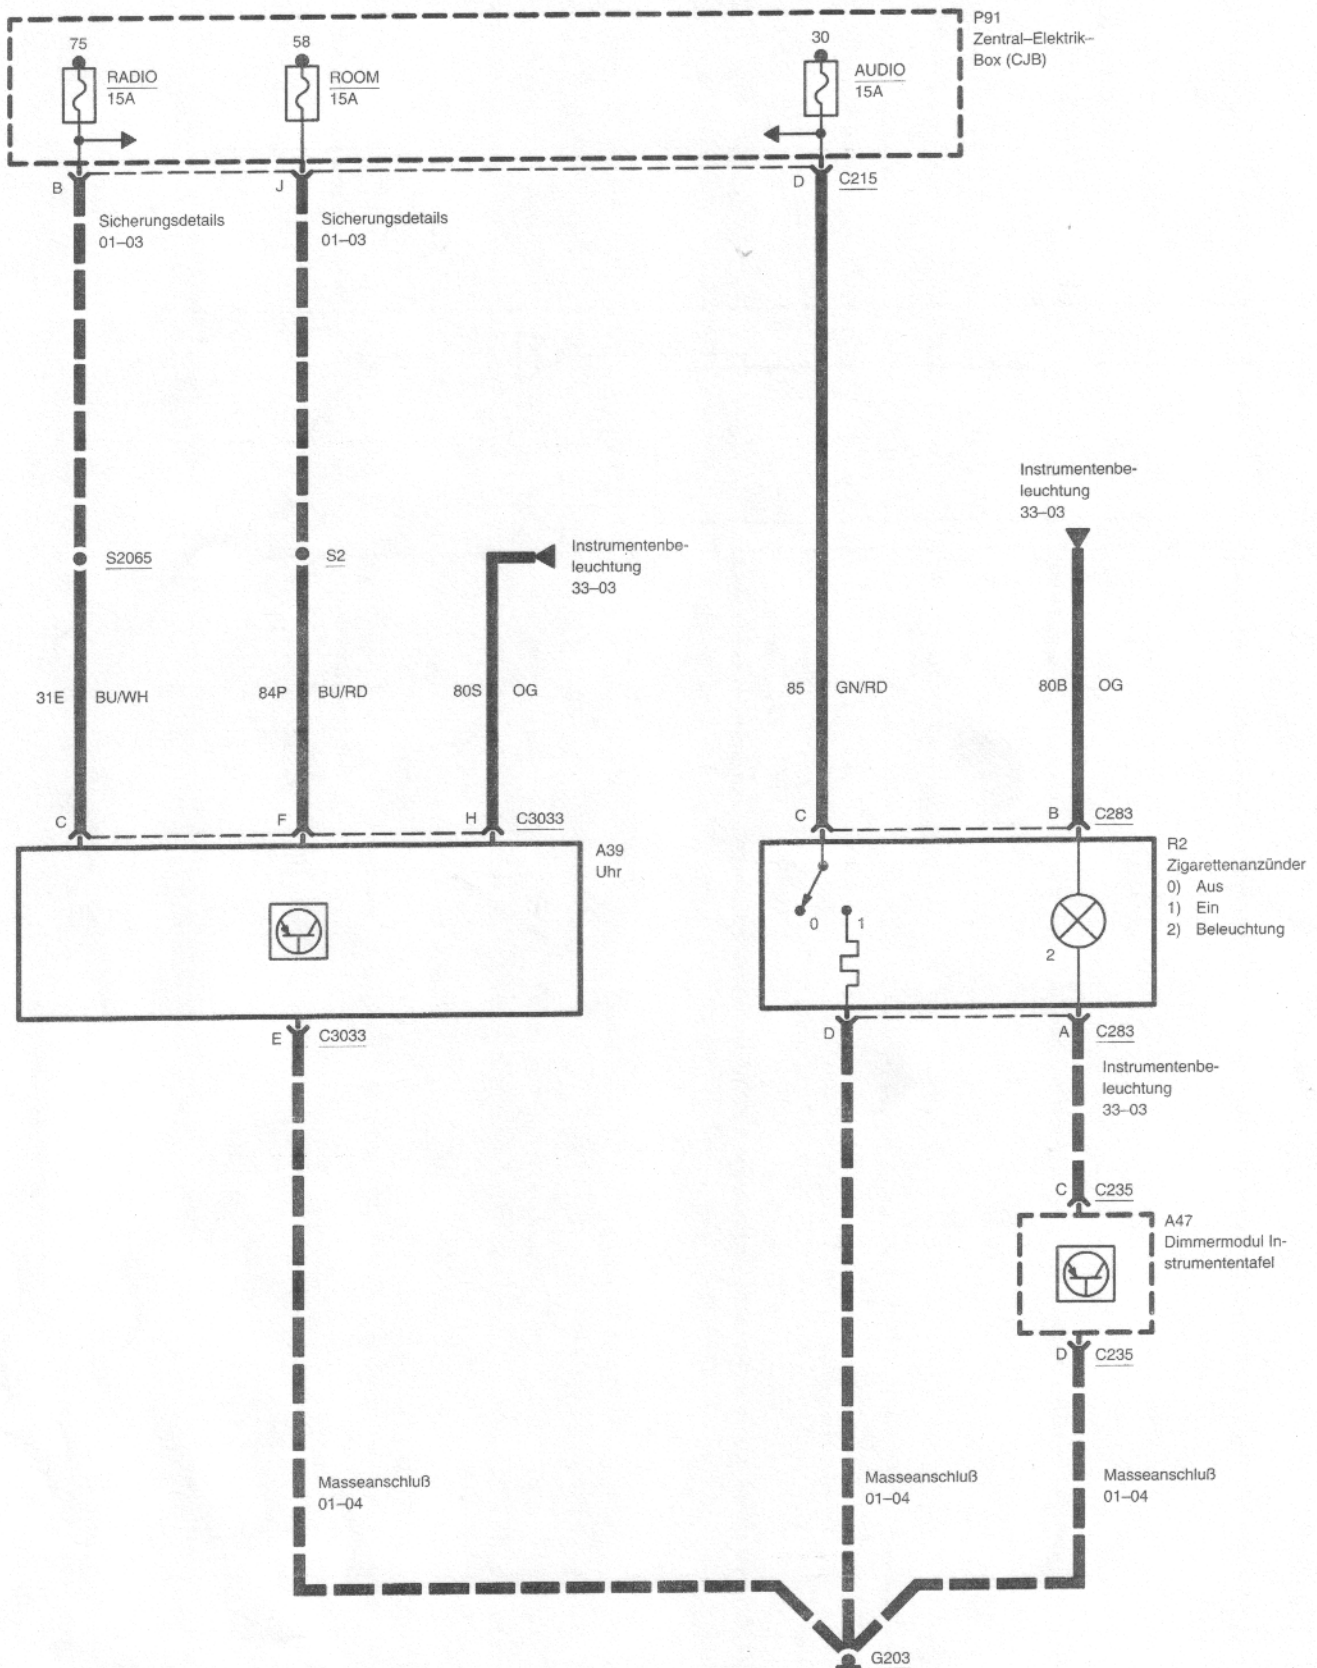 P91
Zentral–Elektrik–
Box (CJB)
75
RADIO
15A
58
ROOM
15A
30
AUDIO
15A
B
J
D
C215
Sicherungsdetails
01–03
Sicherungsdetails
01–03
Instrumentenbe-
leuchtung
33–03
S2065
S2
Instrumentenbe-
leuchtung
33–03
31E
BU/WH
84P
BU/RD
80S
OG
85
GN/RD
80B
OG
C
F
H
C3033
C
B
C283
A39
Uhr
R2
Zigarettenanzünder
0) Aus
1) Ein
2) Beleuchtung
0
1
2
E
C3033
D
A
C283
Instrumentenbe-
leuchtung
33–03
C
C235
A47
Dimmermodul In-
strumententafel
D
C235
Masseanschluß
01–04
Masseanschluß
01–04
Masseanschluß
01–04
G203